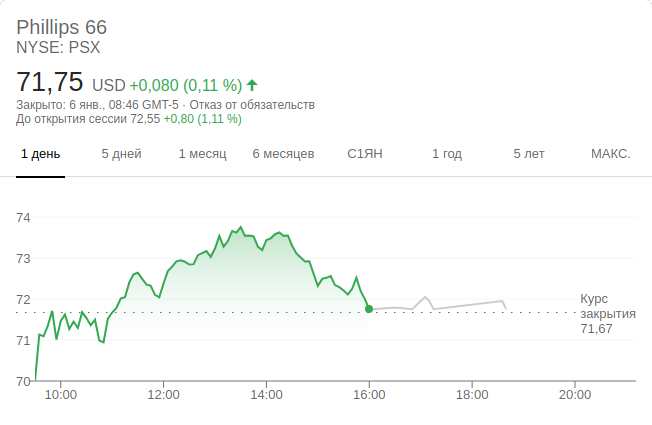 Phillips 66
NYSE: PSX
71,75 USD +0,080 (0,11 %)
Закрыто: 6 янв., 08:46 GMT-5 · Отказ от обязательств
До открытия сессии 72,55 +0,80 (1,11 %)
1 день 5 дней 1 месяц 6 месяцев С1ЯН 1 год 5 лет МАКС.
74
73
72
Курс
закрытия
71,67
71
70
10:00 12:00 14:00 16:00 18:00 20:00